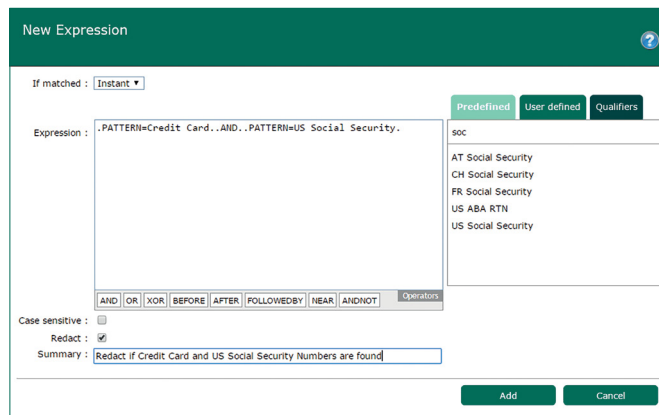 New Expression
?
If matched : Instant ▼
Predefined User defined Qualifiers
Expression : .PATTERN=Credit Card..AND..PATTERN=US Social Security.
soc
AT Social Security
CH Social Security
FR Social Security
US ABA RTN
US Social Security
AND OR XOR BEFORE AFTER FOLLOWEDBY NEAR ANDNOT Operators
Case sensitive :
Redact :
Summary : Redact if Credit Card and US Social Security Numbers are found
Add Cancel